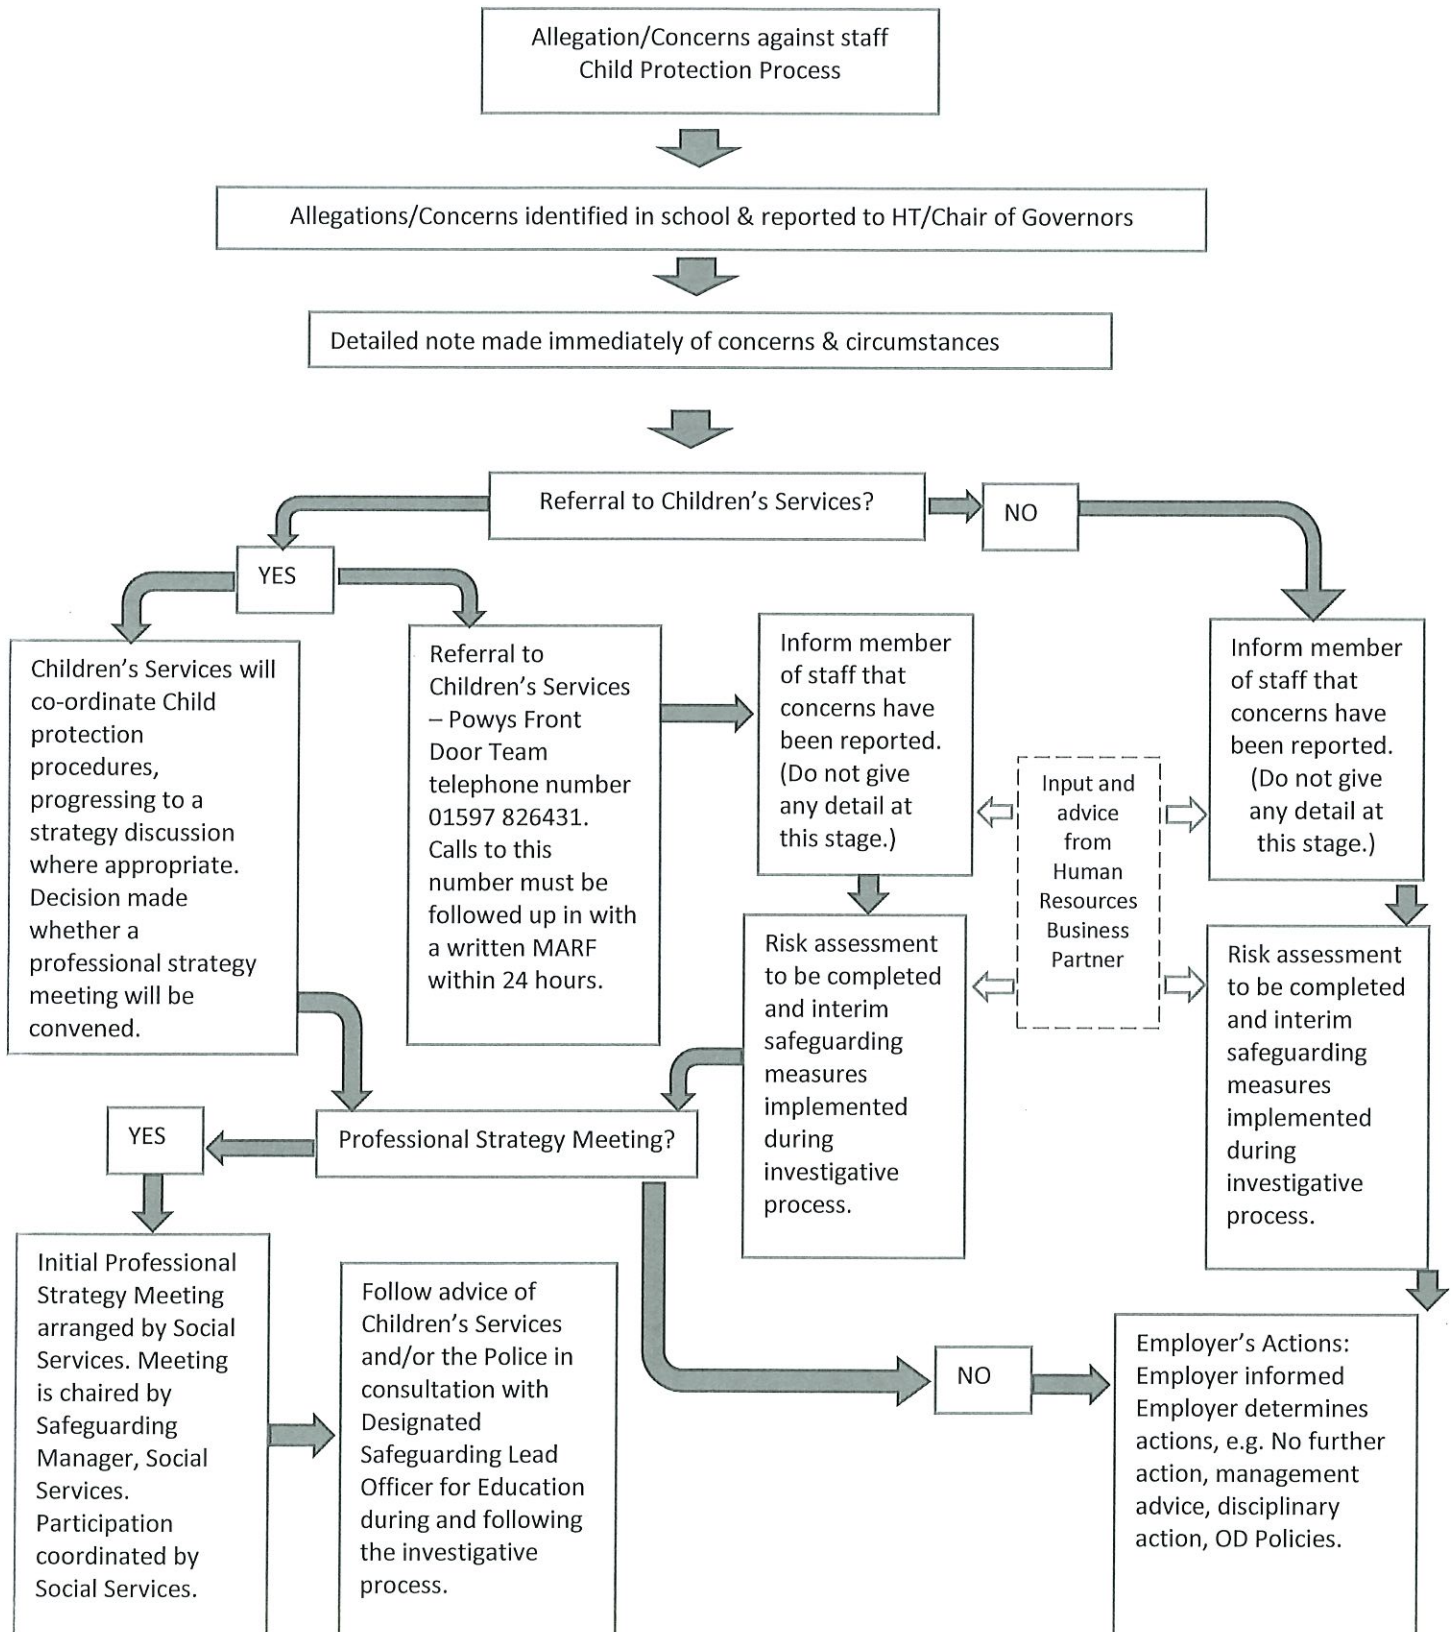 Allegation/Concerns against staff
Child Protection Process
Allegations/Concerns identified in school & reported to HT/Chair of Governors
Detailed note made immediately of concerns & circumstances
Referral to Children’s Services?
NO
YES
Children’s Services will
co-ordinate Child
protection
procedures,
progressing to a
strategy discussion
where appropriate.
Decision made
whether a
professional strategy
meeting will be
convened.
Referral to
Children’s Services
– Powys Front
Door Team
telephone number
01597 826431.
Calls to this
number must be
followed up in with
a written MARF
within 24 hours.
Inform member
of staff that
concerns have
been reported.
(Do not give
any detail at
this stage.)
Input and
advice
from
Human
Resources
Business
Partner
Inform member
of staff that
concerns have
been reported.
(Do not give
any detail at
this stage.)
Risk assessment
to be completed
and interim
safeguarding
measures
implemented
during
investigative
process.
Risk assessment
to be completed
and interim
safeguarding
measures
implemented
during
investigative
process.
YES
Professional Strategy Meeting?
Initial Professional
Strategy Meeting
arranged by Social
Services. Meeting
is chaired by
Safeguarding
Manager, Social
Services.
Participation
coordinated by
Social Services.
Follow advice of
Children’s Services
and/or the Police in
consultation with
Designated
Safeguarding Lead
Officer for Education
during and following
the investigative
process.
NO
Employer’s Actions:
Employer informed
Employer determines
actions, e.g. No further
action, management
advice, disciplinary
action, OD Policies.